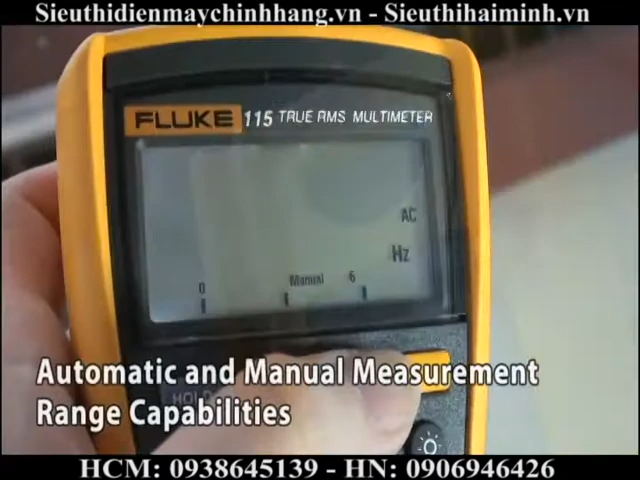 Sieuthidienmaychinhhang.vn - Sieuthihaiminh.vn
FLUKE 115 TRUE RMS MULTIMETER
AC
Hz
0 Manual 6
Automatic and Manual Measurement
Range Capabilities
HOLD
HCM: 0938645139 - HN: 0906946426